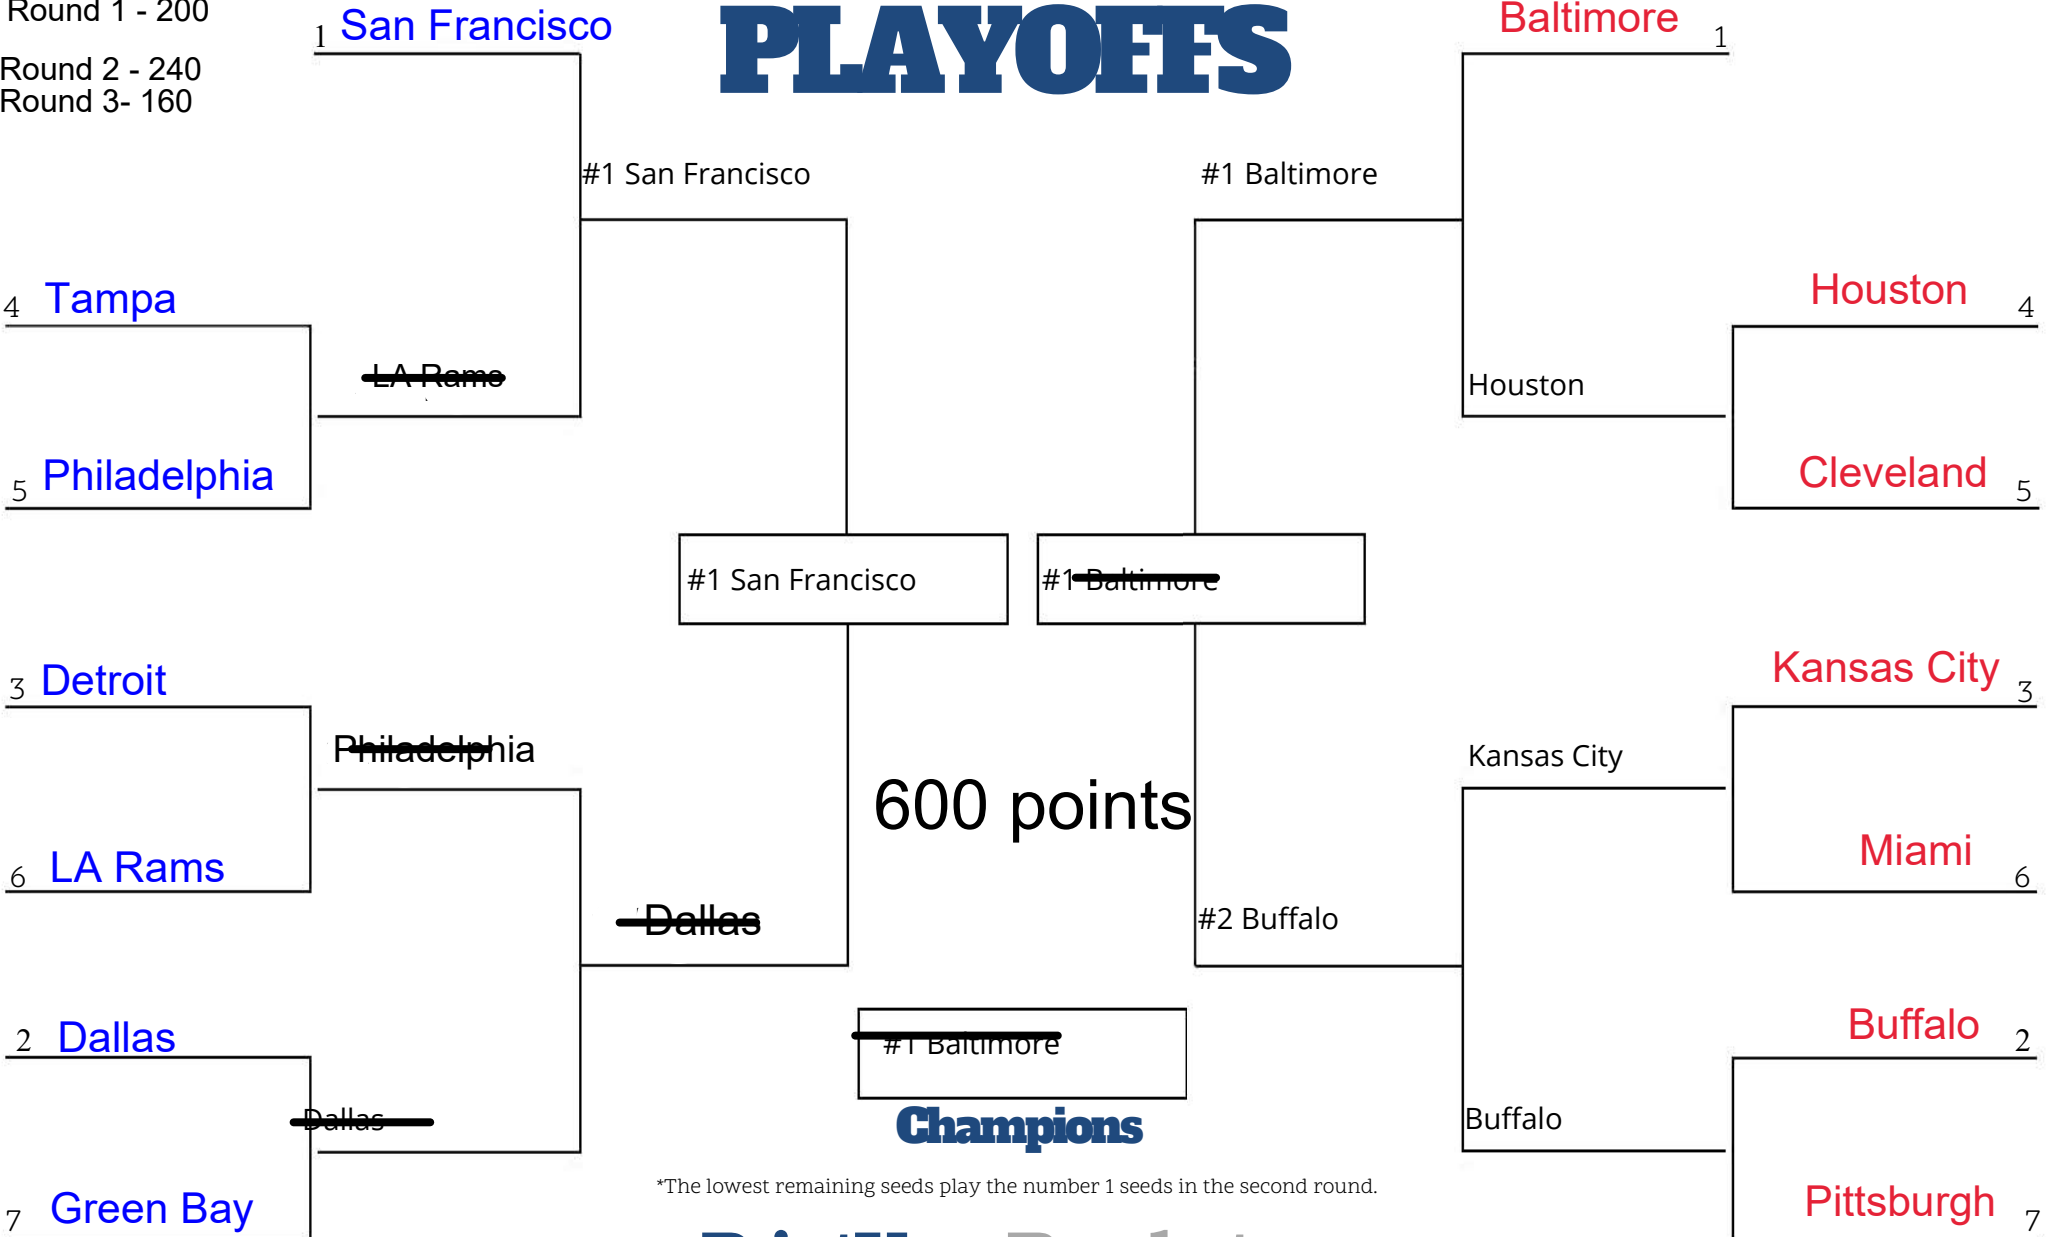 Round 1 - 200
Round 2 - 240
Round 3- 160
PLAYOFFS
1 San Francisco
Baltimore 1
#1 San Francisco
#1 Baltimore
4 Tampa
Houston 4
LA Rams
Houston
5 Philadelphia
Cleveland 5
#1 San Francisco
#1 Baltimore
3 Detroit
Kansas City 3
Philadelphia
Kansas City
600 points
6 LA Rams
Miami 6
Dallas
#2 Buffalo
2 Dallas
Buffalo 2
#1 Baltimore
Champions
Dallas
Buffalo
*The lowest remaining seeds play the number 1 seeds in the second round.
7 Green Bay
Pittsburgh 7